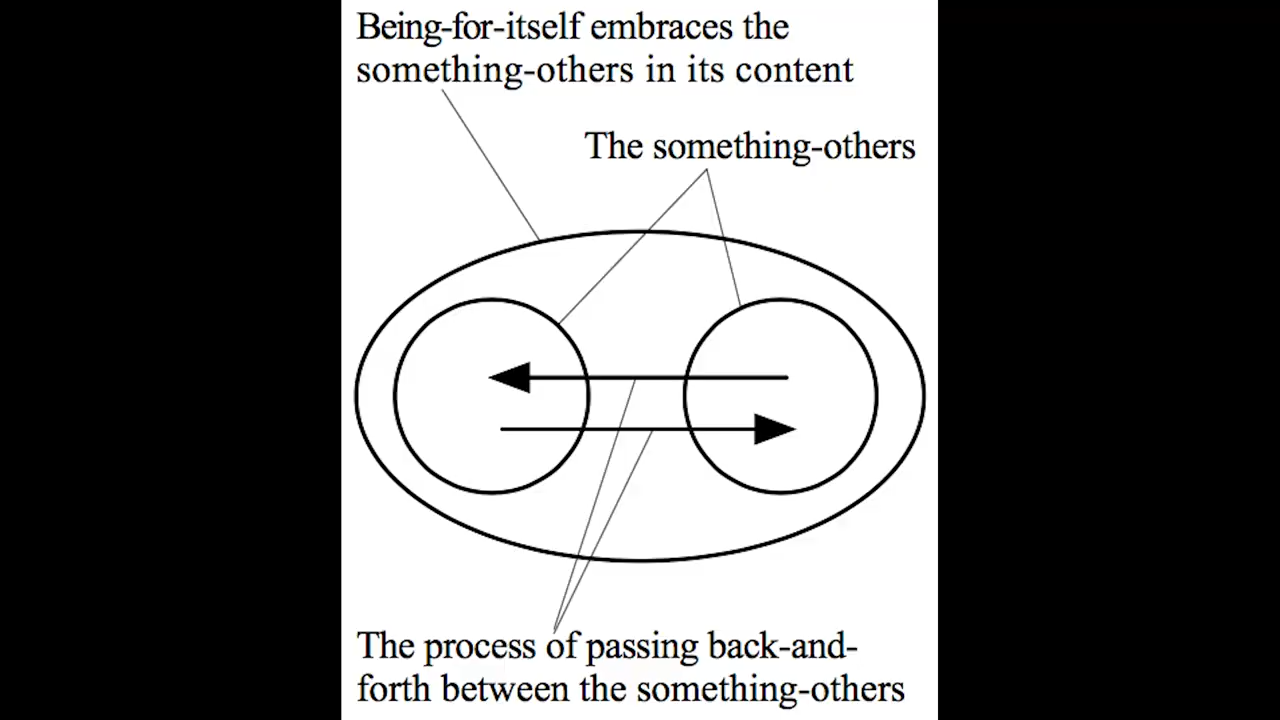 Being-for-itself embraces the
something-others in its content
The something-others
The process of passing back-and-
forth between the something-others